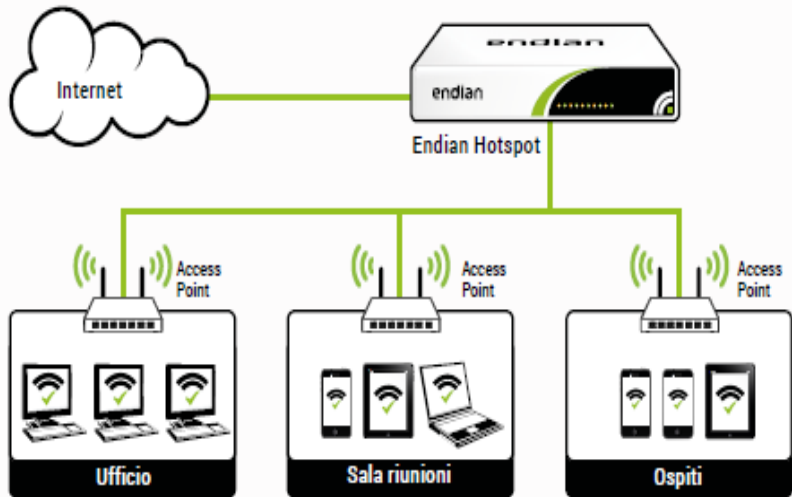 Internet
endian
endian
Endian Hotspot
Access
Point
Access
Point
Access
Point
Ufficio
Sala riunioni
Ospiti